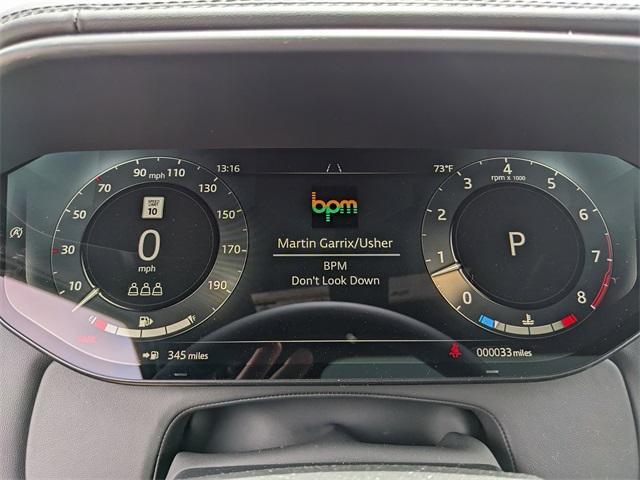 90 mph 110
70
130
50
150
30
170
10
190
SPEED LIMIT 10
0
mph
345 miles
13:16
bpm
Martin Garrix/Usher
BPM
Don't Look Down
73°F
4
rpm x 1000
3
5
2
6
1
7
0
8
P
000033 miles